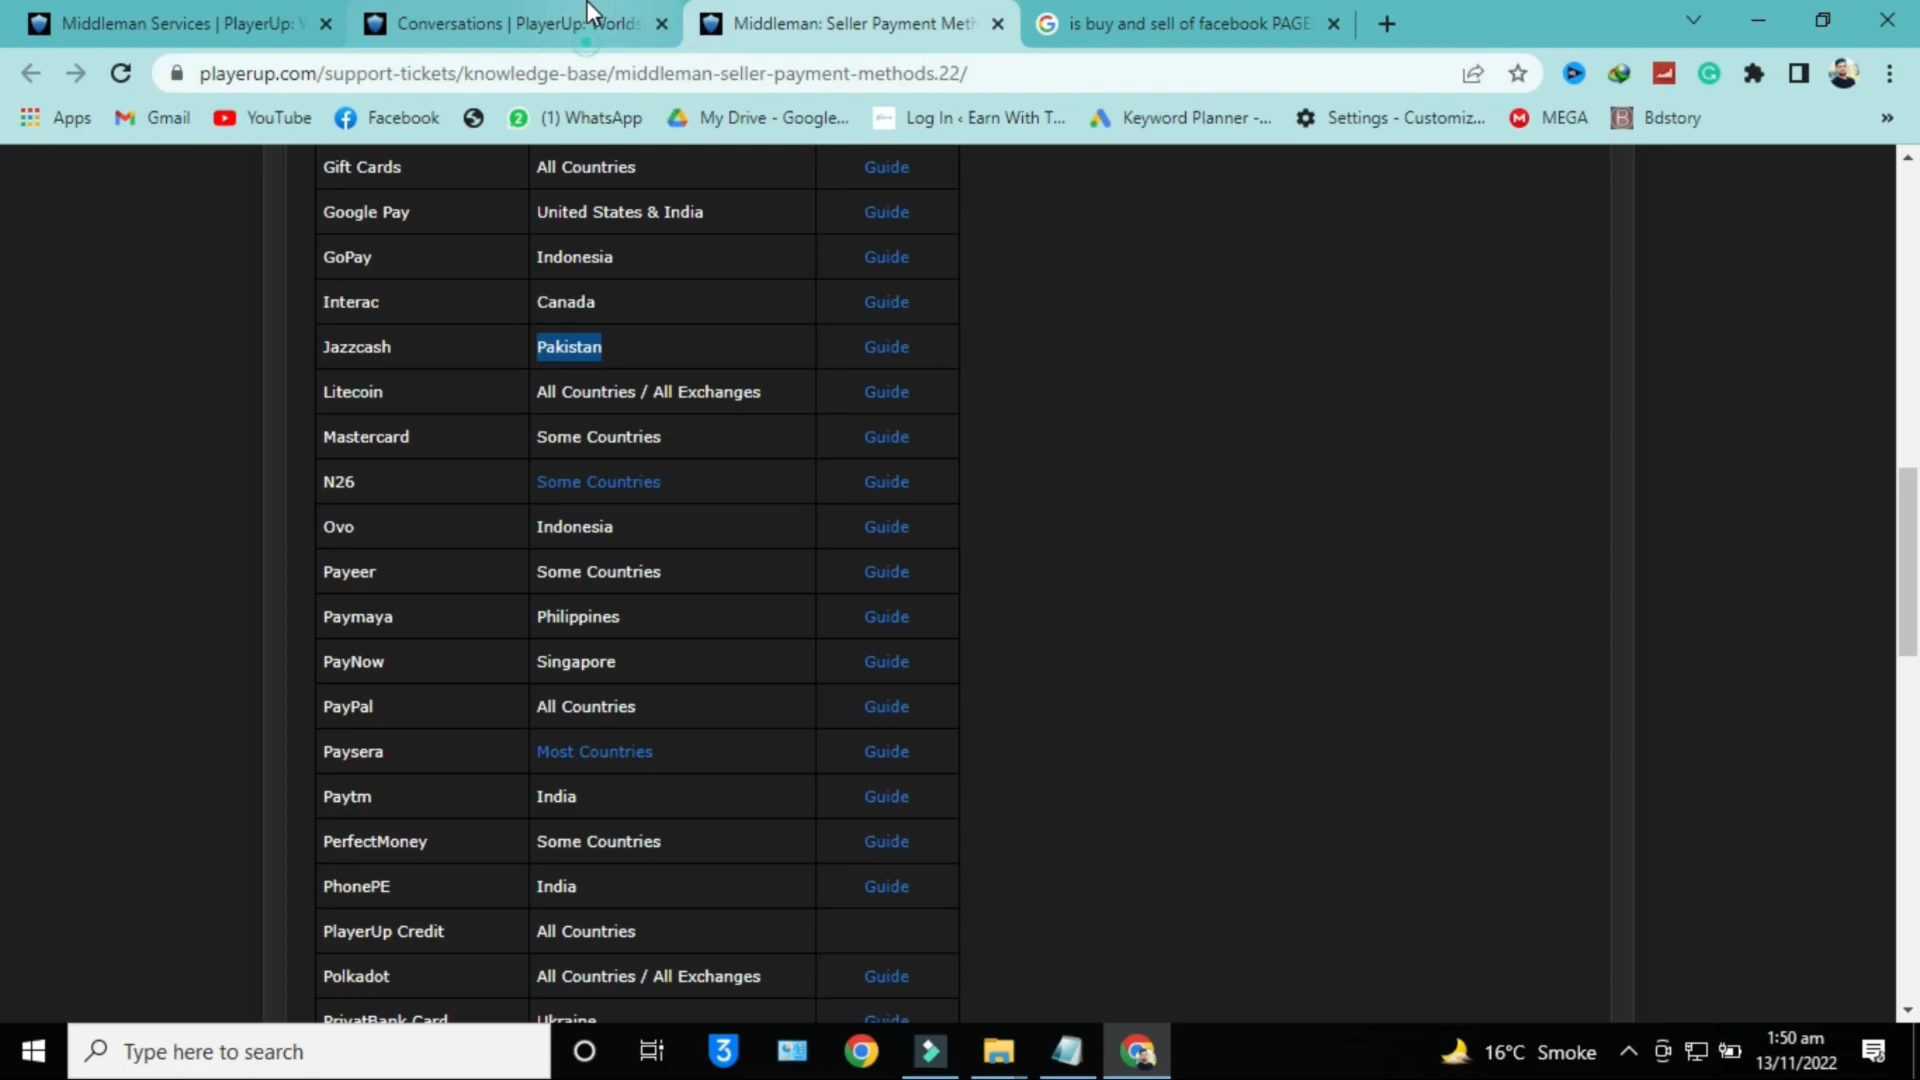 Middleman Services | PlayerUp: W
Conversations | PlayerUp: Worlds
Middleman: Seller Payment Meth
is buy and sell of facebook PAGE
playerup.com/support-tickets/knowledge-base/middleman-seller-payment-methods.22/
Apps
Gmail
YouTube
Facebook
(1) WhatsApp
My Drive - Google...
Log In ‹ Earn With T...
Keyword Planner -...
Settings - Customiz...
MEGA
Bdstory
»
Gift Cards All Countries Guide
Google Pay United States & India Guide
GoPay Indonesia Guide
Interac Canada Guide
Jazzcash Pakistan Guide
Litecoin All Countries / All Exchanges Guide
Mastercard Some Countries Guide
N26 Some Countries Guide
Ovo Indonesia Guide
Payeer Some Countries Guide
Paymaya Philippines Guide
PayNow Singapore Guide
PayPal All Countries Guide
Paysera Most Countries Guide
Paytm India Guide
PerfectMoney Some Countries Guide
PhonePE India Guide
PlayerUp Credit All Countries
Polkadot All Countries / All Exchanges Guide
PrivatBank Card Ukraine Guide
Type here to search
3
16°C Smoke
1:50 am
13/11/2022